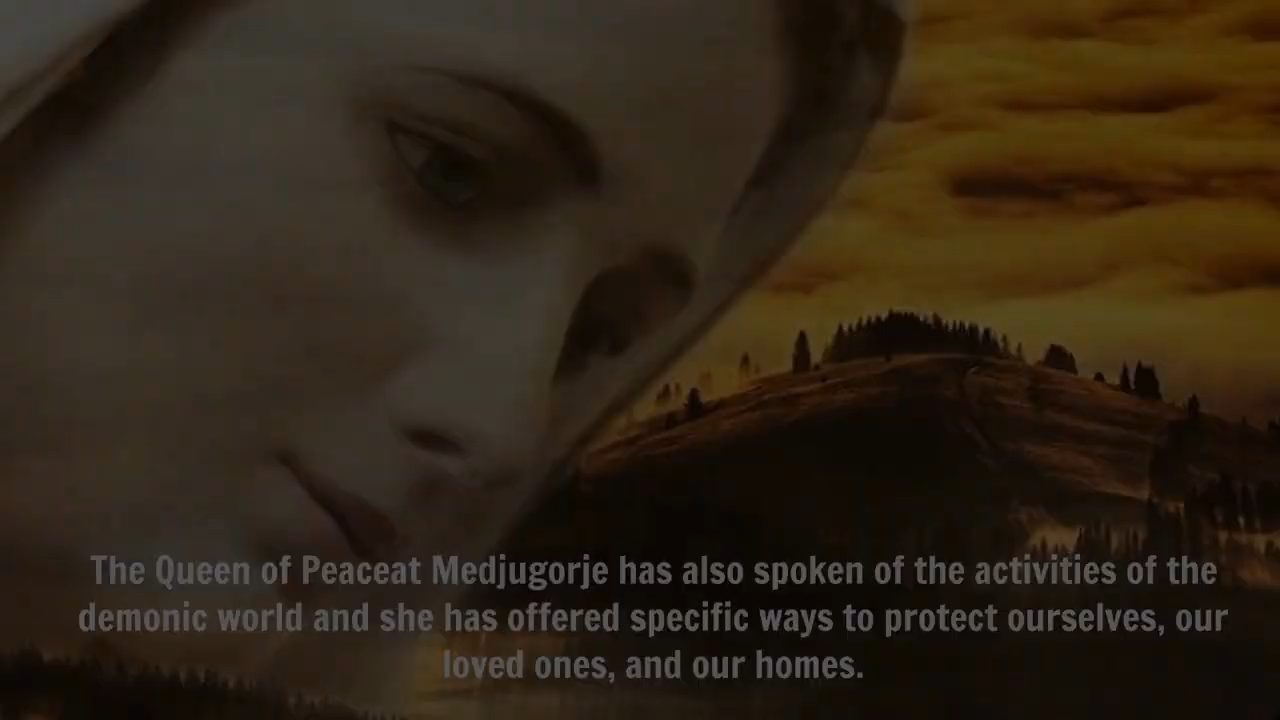 The Queen of Peaceat Medjugorje has also spoken of the activities of the
demonic world and she has offered specific ways to protect ourselves, our
loved ones, and our homes.